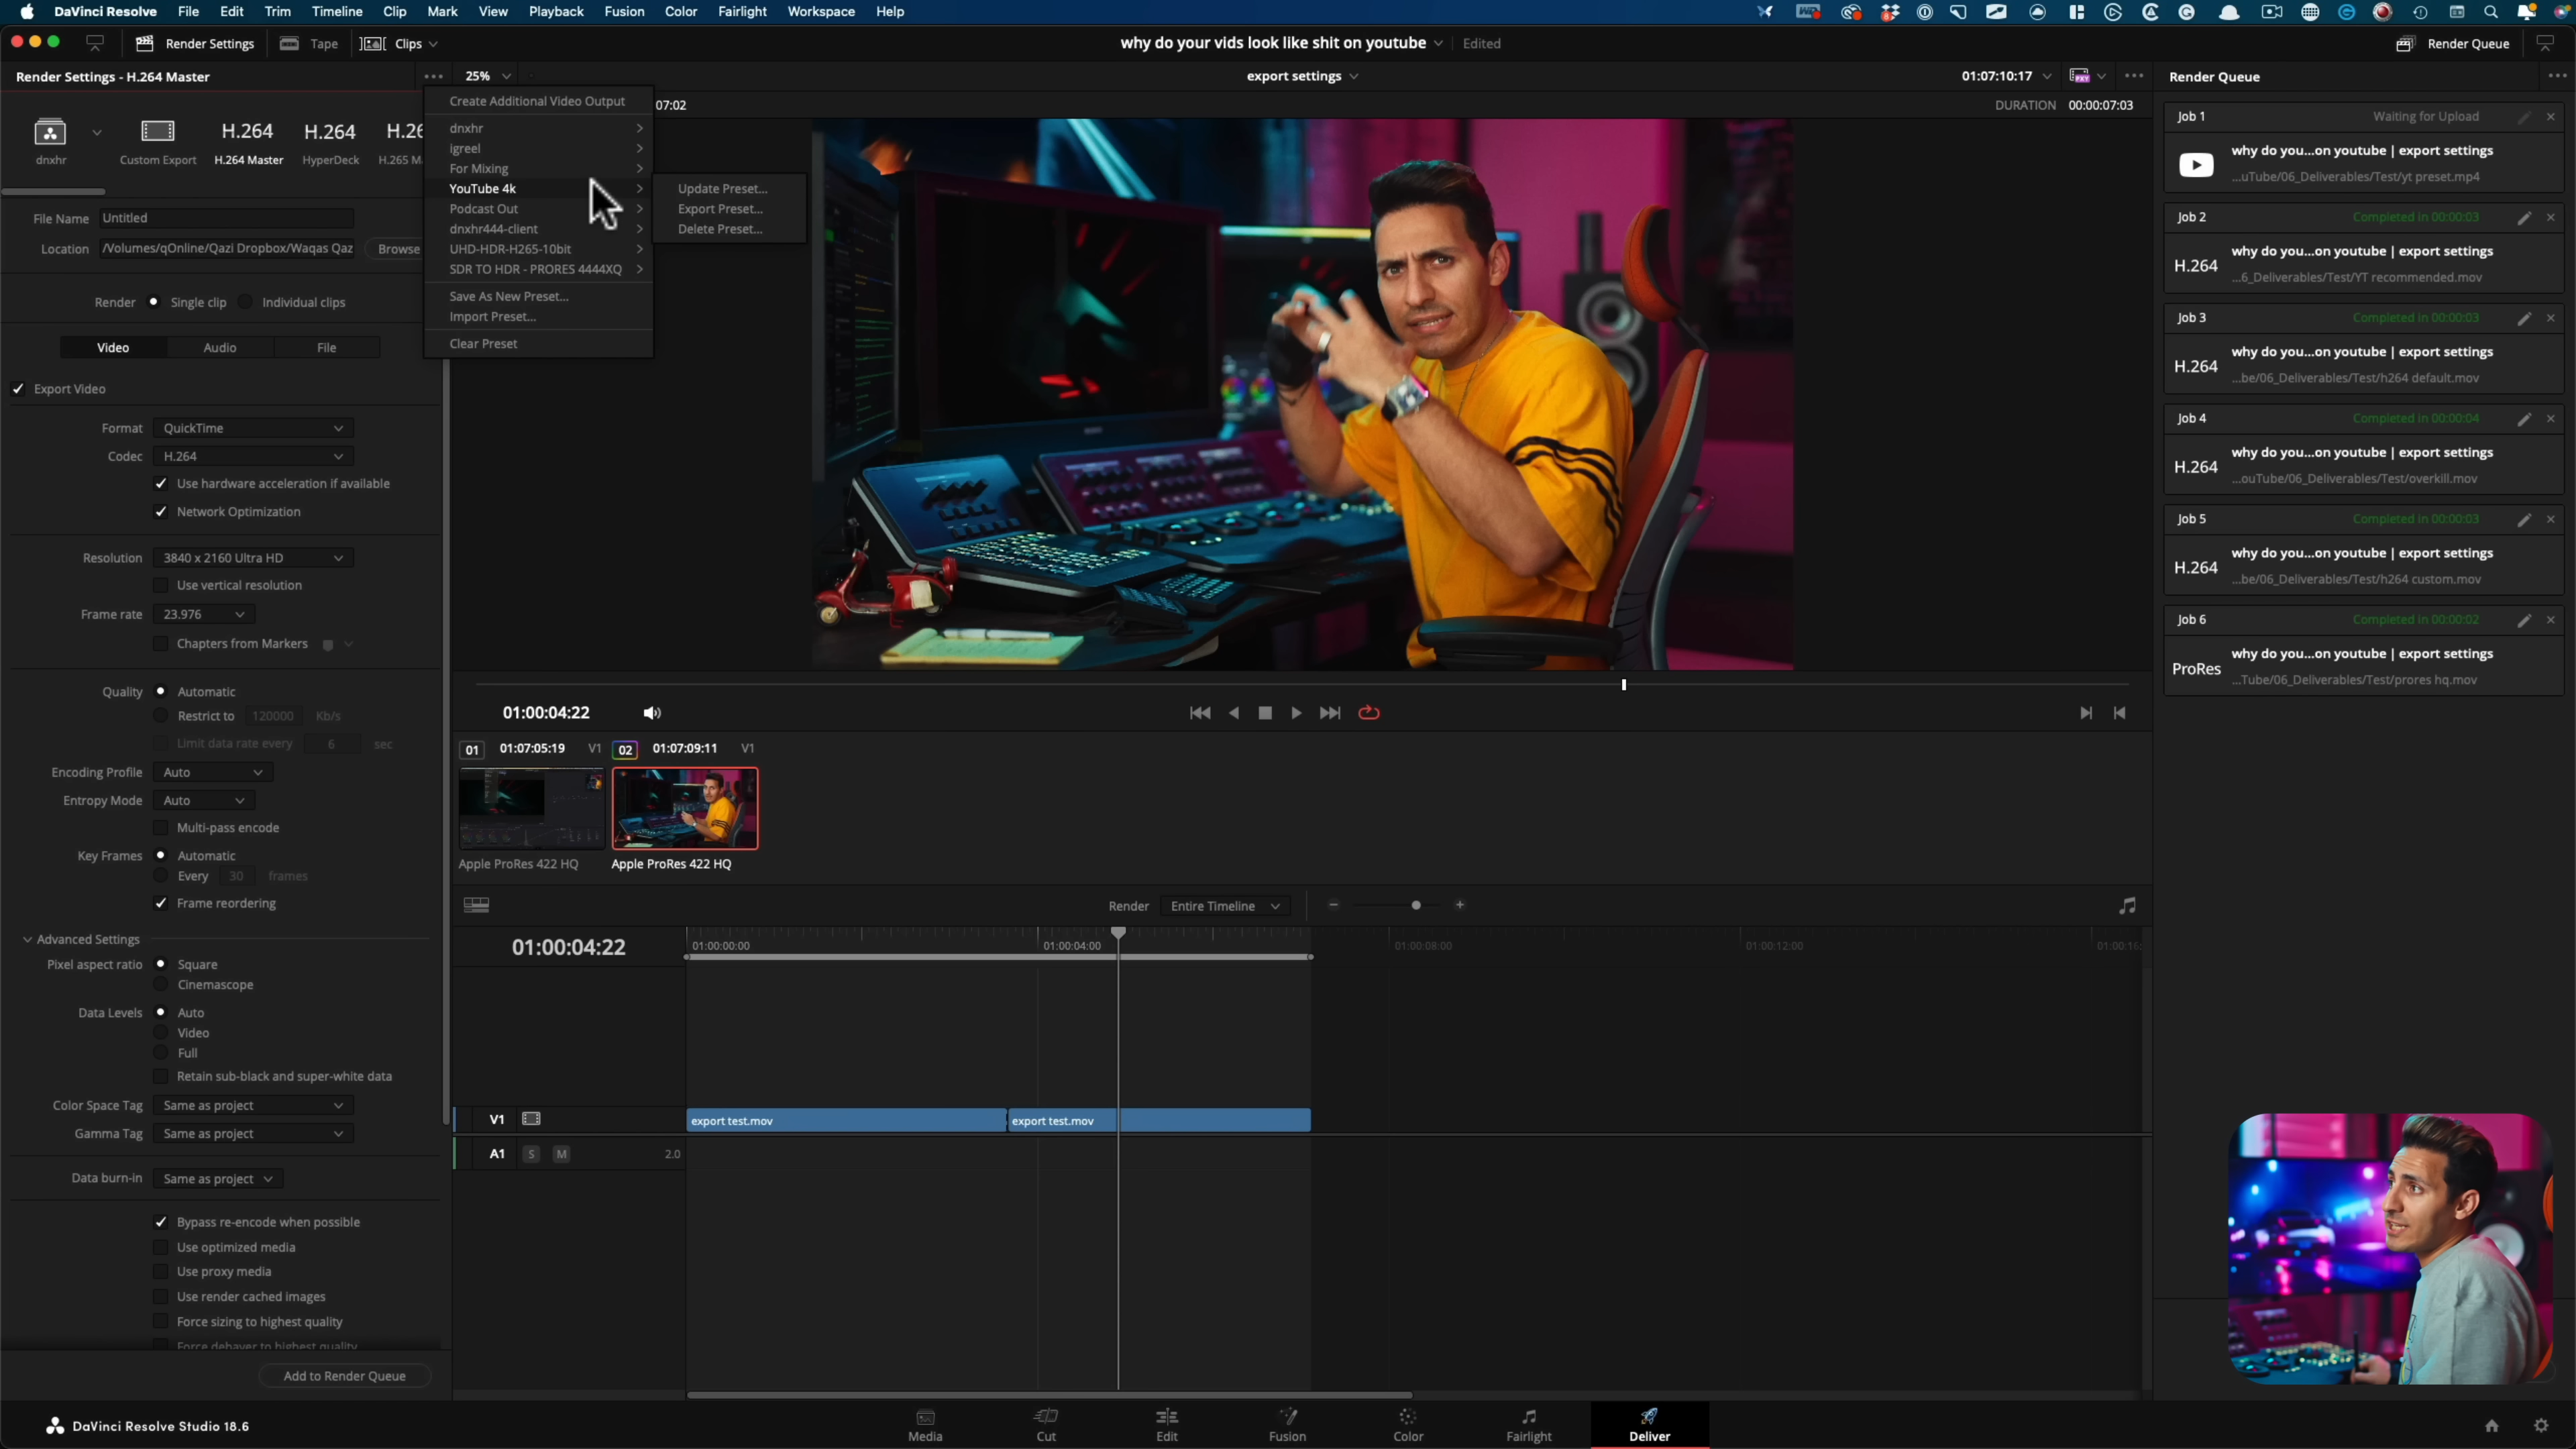 DaVinci Resolve File Edit Trim Timeline Clip Mark View Playback Fusion Color Fairlight Workspace Help
Render Settings Tape Clips why do your vids look like shit on youtube Edited Render Queue
Render Settings - H.264 Master 25% export settings 01:07:10:17 Render Queue
Create Additional Video Output 07:02 DURATION 00:00:07:03
H.264 H.264 H.26
dnxhr Custom Export H.264 Master HyperDeck H.265 M
dnxhr
igreel
For Mixing
YouTube 4k
Podcast Out
dnxhr444-client
UHD-HDR-H265-10bit
SDR TO HDR - PRORES 4444XQ
Save As New Preset...
Import Preset...
Clear Preset
Update Preset...
Export Preset...
Delete Preset...
File Name Untitled
Location /Volumes/qOnline/Qazi Dropbox/Waqas Qaz Browse
Render Single clip Individual clips
Video Audio File
Export Video
Format QuickTime
Codec H.264
Use hardware acceleration if available
Network Optimization
Resolution 3840 x 2160 Ultra HD
Use vertical resolution
Frame rate 23.976
Chapters from Markers
Quality Automatic
Restrict to 120000 Kb/s
Limit data rate every 6 sec
Encoding Profile Auto
Entropy Mode Auto
Multi-pass encode
Key Frames Automatic
Every 30 frames
Frame reordering
Advanced Settings
Pixel aspect ratio Square
Cinemascope
Data Levels Auto
Video
Full
Retain sub-black and super-white data
Color Space Tag Same as project
Gamma Tag Same as project
Data burn-in Same as project
Bypass re-encode when possible
Use optimized media
Use proxy media
Use render cached images
Force sizing to highest quality
Force debayer to highest quality
Add to Render Queue
01:00:04:22
01 01:07:05:19 V1 02 01:07:09:11 V1
Apple ProRes 422 HQ Apple ProRes 422 HQ
Render Entire Timeline
01:00:04:22 01:00:00:00 01:00:04:00 01:00:08:00 01:00:12:00 01:00:16:
V1 export test.mov export test.mov
A1 S M 2.0
Job 1 Waiting for Upload
why do you...on youtube | export settings
...uTube/06_Deliverables/Test/yt preset.mp4
Job 2 Completed in 00:00:03
H.264 why do you...on youtube | export settings
...6_Deliverables/Test/YT recommended.mov
Job 3 Completed in 00:00:03
H.264 why do you...on youtube | export settings
...be/06_Deliverables/Test/h264 default.mov
Job 4 Completed in 00:00:04
H.264 why do you...on youtube | export settings
...ouTube/06_Deliverables/Test/overkill.mov
Job 5 Completed in 00:00:03
H.264 why do you...on youtube | export settings
...be/06_Deliverables/Test/h264 custom.mov
Job 6 Completed in 00:00:02
ProRes why do you...on youtube | export settings
...Tube/06_Deliverables/Test/prores hq.mov
DaVinci Resolve Studio 18.6 Media Cut Edit Fusion Color Fairlight Deliver